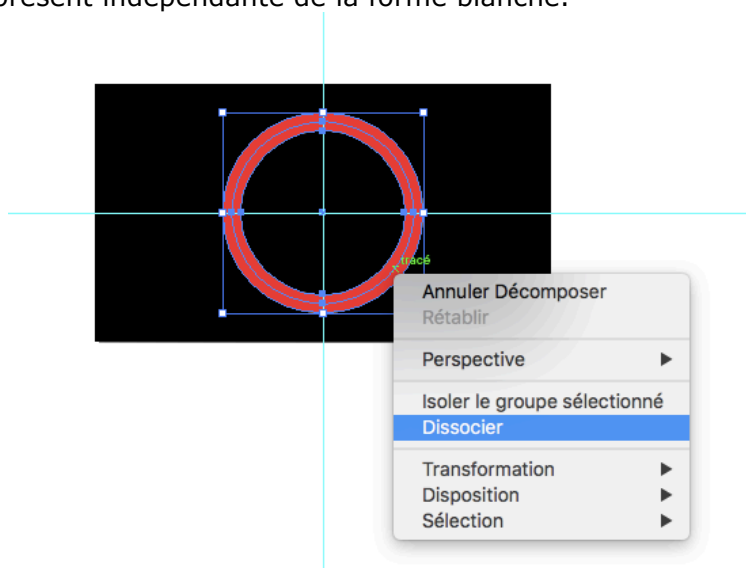 présent indépendante de la forme blanche.
tracé
Annuler Décomposer
Rétablir
Perspective
Isoler le groupe sélectionné
Dissocier
Transformation
Disposition
Sélection